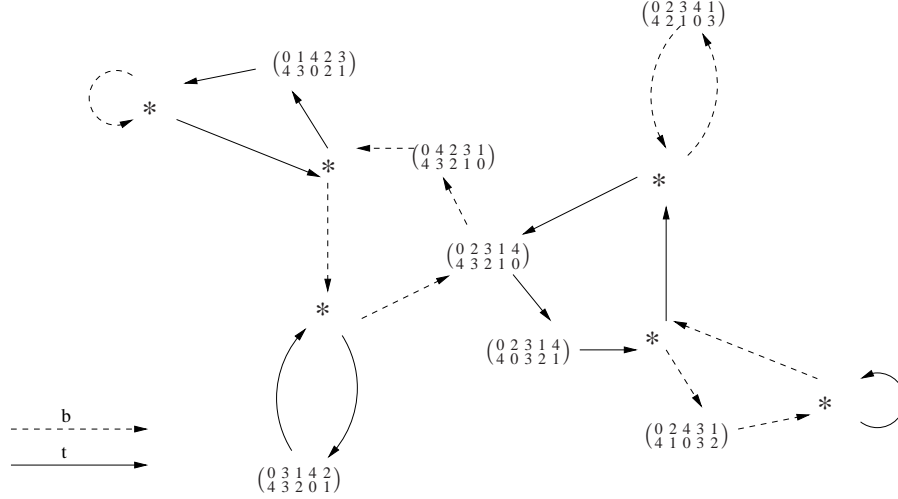 (0 2 3 4 1
4 2 1 0 3)
(0 1 4 2 3
4 3 0 2 1)
*
(0 4 2 3 1
4 3 2 1 0)
*
*
(0 2 3 1 4
4 3 2 1 0)
*
(0 2 3 1 4
4 0 3 2 1)
*
*
b
(0 2 4 3 1
4 1 0 3 2)
t
(0 3 1 4 2
4 3 2 0 1)